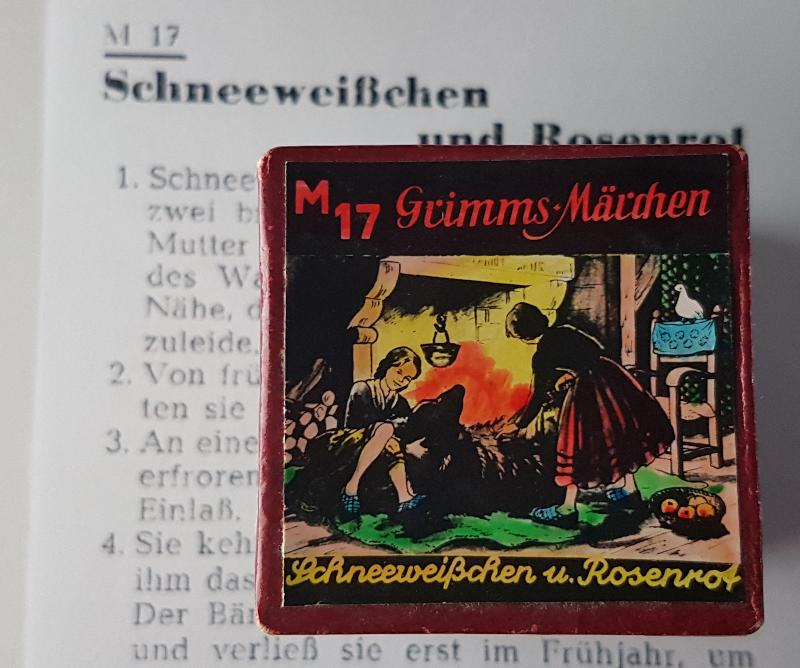 M 17
Schneeweißchen
und Rosenrot
1. Schnee
zwei b
Mutter
des Wa
Nähe, d
zuleide,
2. Von frü
ten sie
3. An eine
erfroren
Einlaß.
4. Sie keh
ihm das
Der Bär
und verließ sie erst im Frühjahr, um
M 17 Grimms-Märchen
Schneeweißchen u. Rosenrot